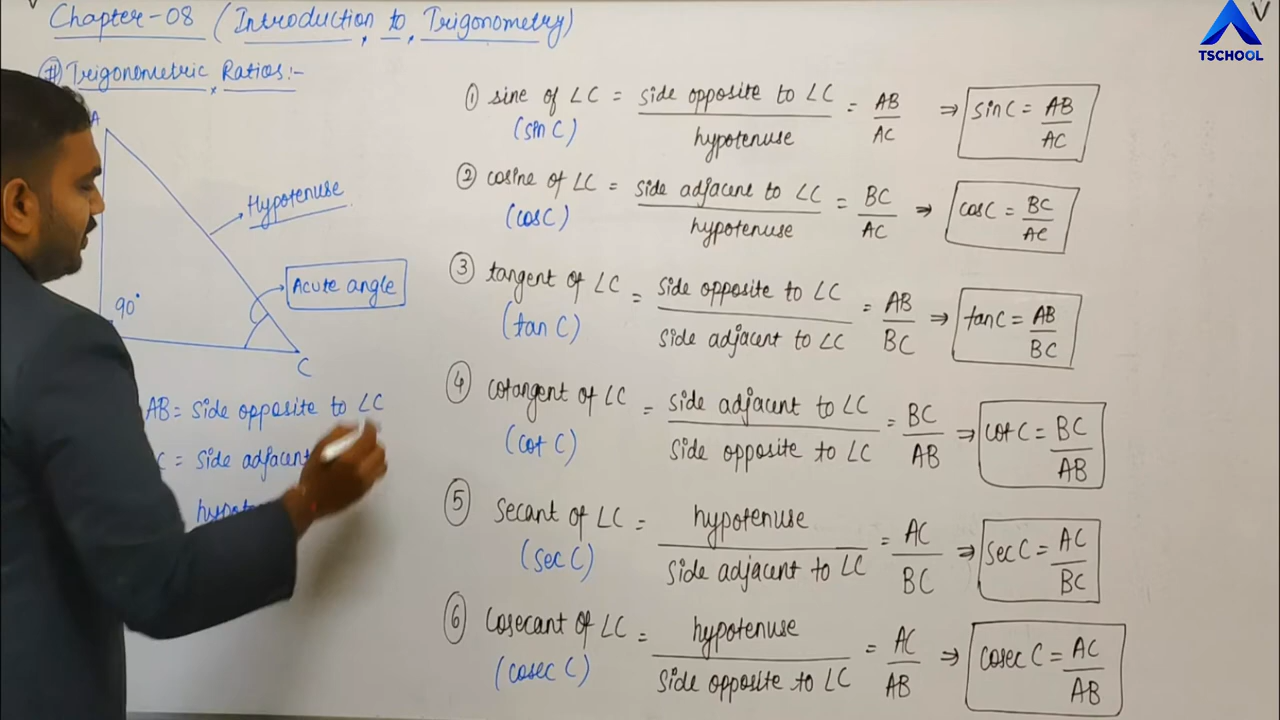 Chapter-08 (Introduction to Trigonometry)
# Trigonometric Ratios:-
A
Hypotenuse
Acute angle
90°
C
AB = Side opposite to ∠C
C = Side adjacent
TSCHOOL
① sine of ∠C = side opposite to ∠C / hypotenuse = AB/AC ⇒ sin C = AB/AC
(sin C)
② cosine of ∠C = side adjacent to ∠C / hypotenuse = BC/AC ⇒ cos C = BC/AC
(cos C)
③ tangent of ∠C = side opposite to ∠C / side adjacent to ∠C = AB/BC ⇒ tan C = AB/BC
(tan C)
④ cotangent of ∠C = side adjacent to ∠C / side opposite to ∠C = BC/AB ⇒ cot C = BC/AB
(cot C)
⑤ secant of ∠C = hypotenuse / side adjacent to ∠C = AC/BC ⇒ sec C = AC/BC
(sec C)
⑥ Cosecant of ∠C = hypotenuse / side opposite to ∠C = AC/AB ⇒ cosec C = AC/AB
(cosec C)